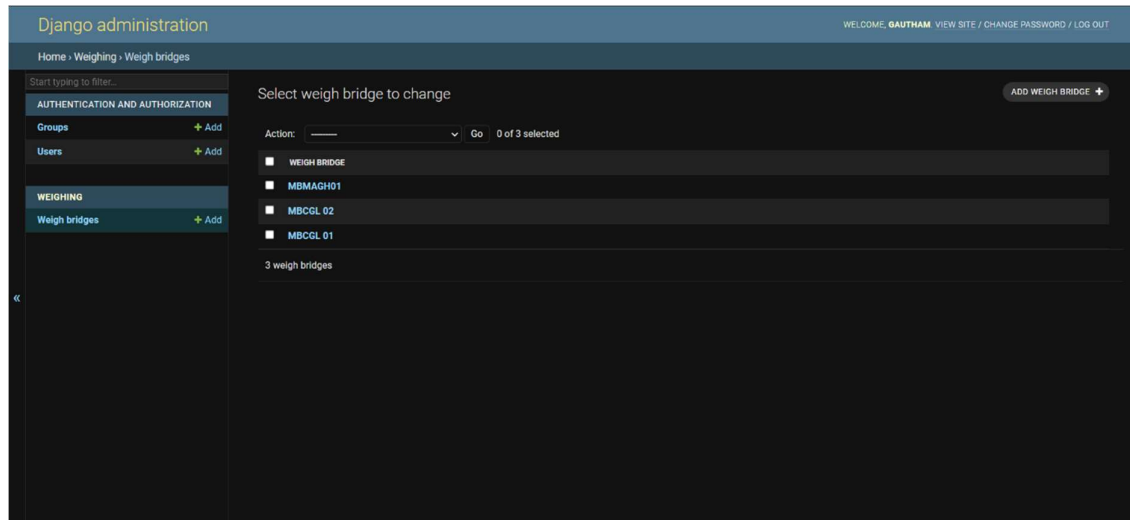 Django administration
WELCOME, GAUTHAM. VIEW SITE / CHANGE PASSWORD / LOG OUT
Home › Weighing › Weigh bridges
Start typing to filter...
AUTHENTICATION AND AUTHORIZATION
Groups + Add
Users + Add
WEIGHING
Weigh bridges + Add
«
Select weigh bridge to change
ADD WEIGH BRIDGE +
Action: --------- Go 0 of 3 selected
WEIGH BRIDGE
MBMAGH01
MBCGL 02
MBCGL 01
3 weigh bridges